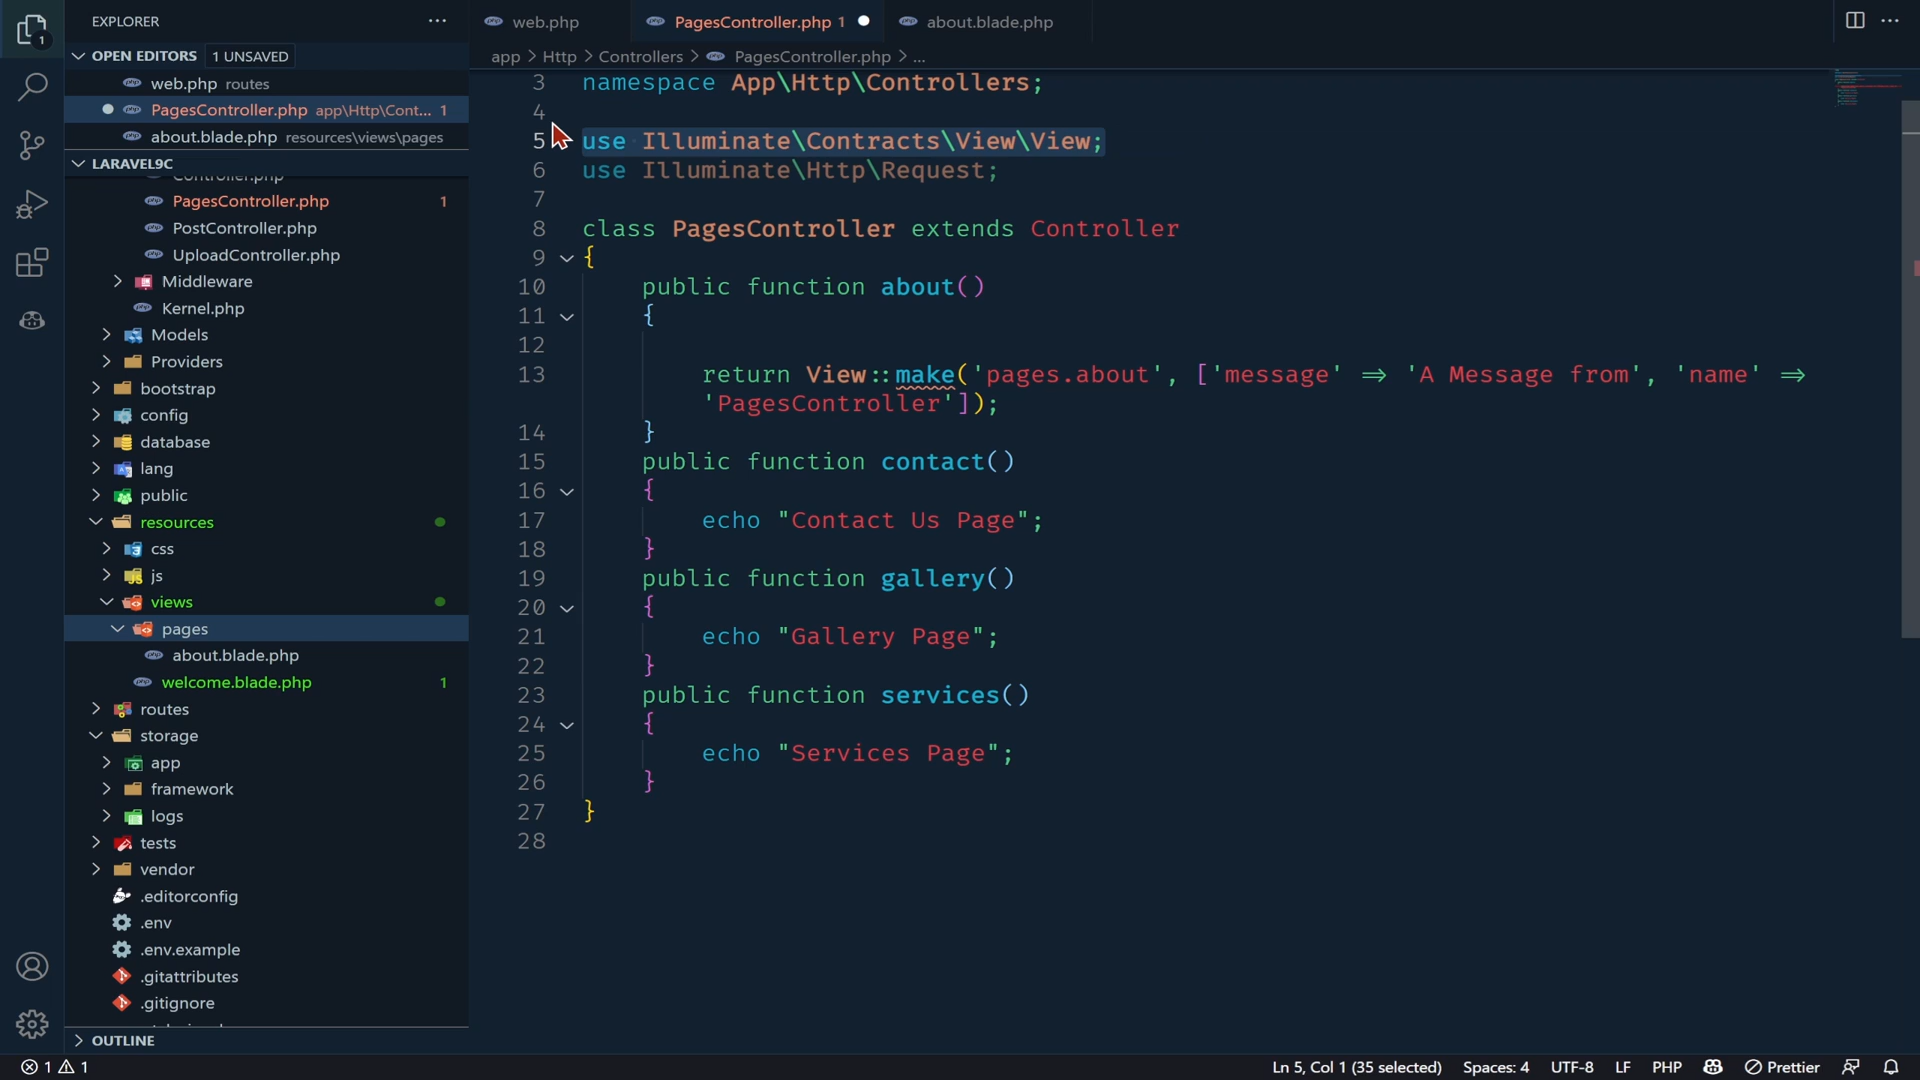 EXPLORER
OPEN EDITORS 1 UNSAVED
web.php routes
PagesController.php app\Http\Cont... 1
about.blade.php resources\views\pages
LARAVEL9C
Controller.php
PagesController.php 1
PostController.php
UploadController.php
Middleware
Kernel.php
Models
Providers
bootstrap
config
database
lang
public
resources
css
js
views
pages
about.blade.php
welcome.blade.php 1
routes
storage
app
framework
logs
tests
vendor
.editorconfig
.env
.env.example
.gitattributes
.gitignore
OUTLINE
web.php PagesController.php 1 about.blade.php
app > Http > Controllers > PagesController.php > ...
3 namespace App\Http\Controllers;
4
5 use Illuminate\Contracts\View\View;
6 use Illuminate\Http\Request;
7
8 class PagesController extends Controller
9 {
10 public function about()
11 {
12
13 return View::make('pages.about', ['message' => 'A Message from', 'name' =>
'PagesController']);
14 }
15 public function contact()
16 {
17 echo "Contact Us Page";
18 }
19 public function gallery()
20 {
21 echo "Gallery Page";
22 }
23 public function services()
24 {
25 echo "Services Page";
26 }
27 }
28
1 1 Ln 5, Col 1 (35 selected) Spaces: 4 UTF-8 LF PHP Prettier